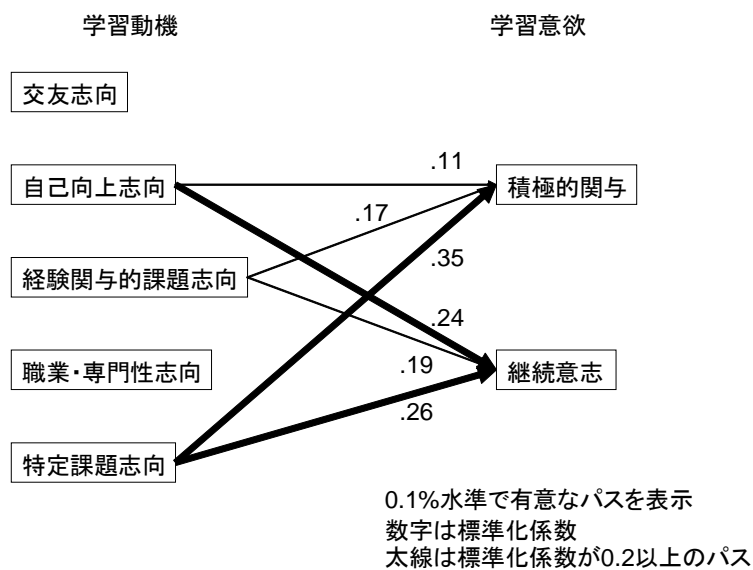 学習動機
学習意欲
交友志向
自己向上志向
.11
積極的関与
.17
.35
経験関与的課題志向
.24
職業・専門性志向
.19
継続意志
.26
特定課題志向
0.1%水準で有意なパスを表示
数字は標準化係数
太線は標準化係数が0.2以上のパス